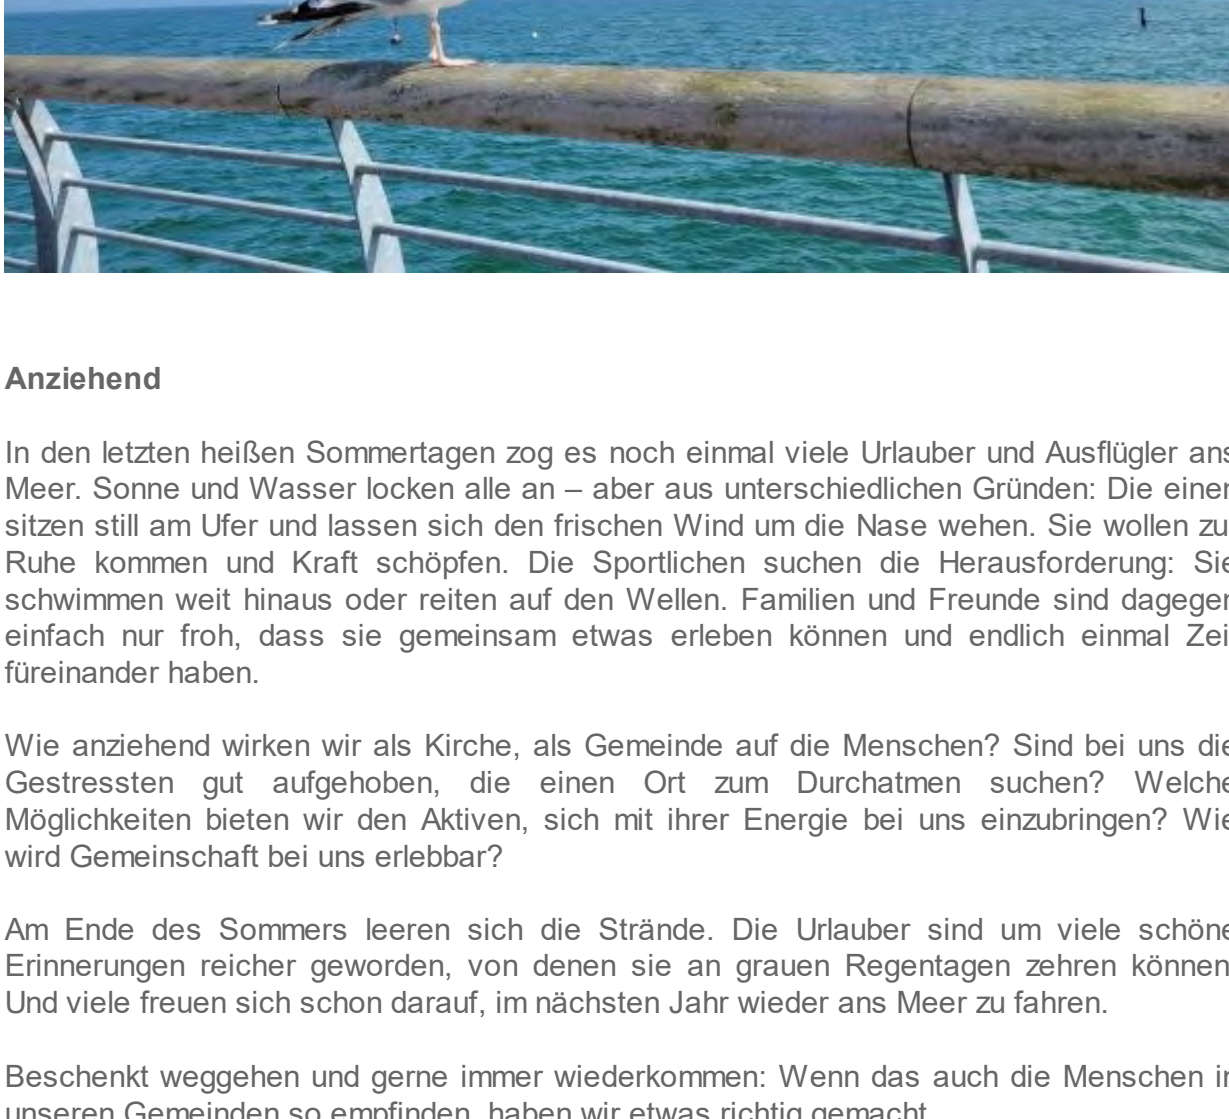 Anziehend
In den letzten heißen Sommertagen zog es noch einmal viele Urlauber und Ausflügler ans
Meer. Sonne und Wasser locken alle an – aber aus unterschiedlichen Gründen: Die einen
sitzen still am Ufer und lassen sich den frischen Wind um die Nase wehen. Sie wollen zur
Ruhe kommen und Kraft schöpfen. Die Sportlichen suchen die Herausforderung: Sie
schwimmen weit hinaus oder reiten auf den Wellen. Familien und Freunde sind dagegen
einfach nur froh, dass sie gemeinsam etwas erleben können und endlich einmal Zeit
füreinander haben.
Wie anziehend wirken wir als Kirche, als Gemeinde auf die Menschen? Sind bei uns die
Gestressten gut aufgehoben, die einen Ort zum Durchatmen suchen? Welche
Möglichkeiten bieten wir den Aktiven, sich mit ihrer Energie bei uns einzubringen? Wie
wird Gemeinschaft bei uns erlebbar?
Am Ende des Sommers leeren sich die Strände. Die Urlauber sind um viele schöne
Erinnerungen reicher geworden, von denen sie an grauen Regentagen zehren können.
Und viele freuen sich schon darauf, im nächsten Jahr wieder ans Meer zu fahren.
Beschenkt weggehen und gerne immer wiederkommen: Wenn das auch die Menschen in
unseren Gemeinden so empfinden, haben wir etwas richtig gemacht.